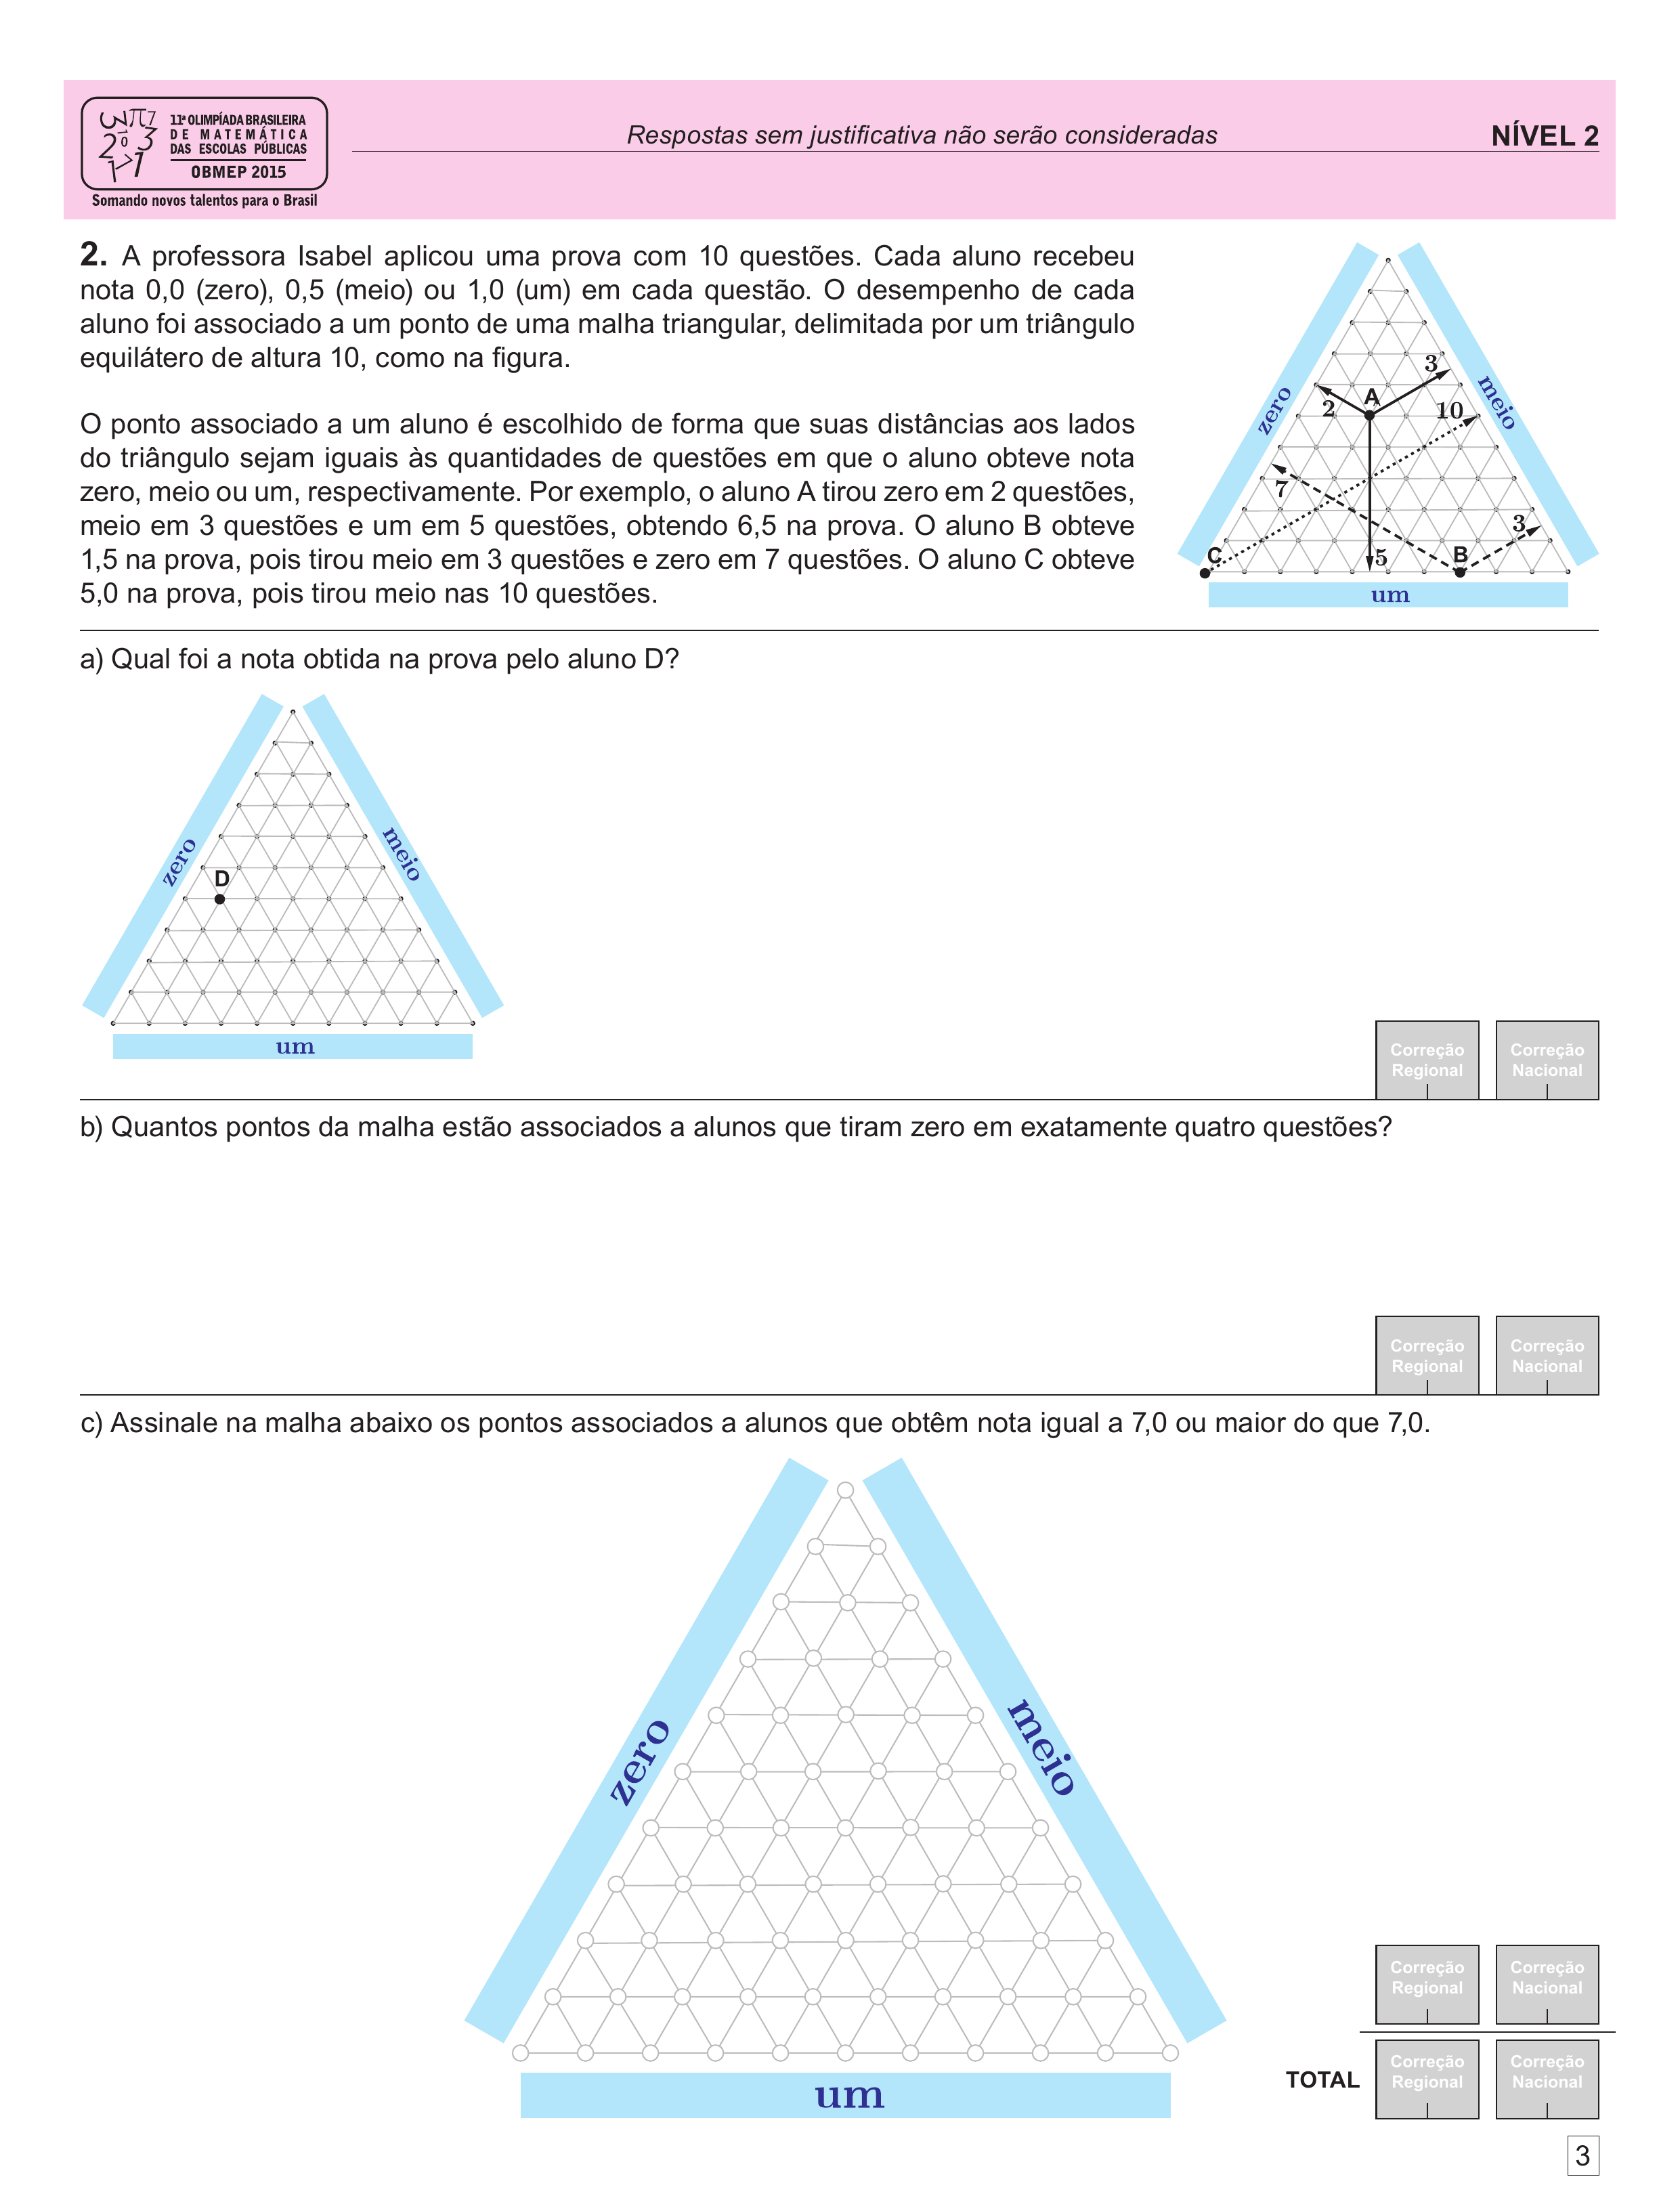 11ª OLIMPÍADA BRASILEIRA
DE MATEMÁTICA
DAS ESCOLAS PÚBLICAS
OBMEP 2015
Somando novos talentos para o Brasil
Respostas sem justificativa não serão consideradas
NÍVEL 2
2. A professora Isabel aplicou uma prova com 10 questões. Cada aluno recebeu
nota 0,0 (zero), 0,5 (meio) ou 1,0 (um) em cada questão. O desempenho de cada
aluno foi associado a um ponto de uma malha triangular, delimitada por um triângulo
equilátero de altura 10, como na figura.
O ponto associado a um aluno é escolhido de forma que suas distâncias aos lados
do triângulo sejam iguais às quantidades de questões em que o aluno obteve nota
zero, meio ou um, respectivamente. Por exemplo, o aluno A tirou zero em 2 questões,
meio em 3 questões e um em 5 questões, obtendo 6,5 na prova. O aluno B obteve
1,5 na prova, pois tirou meio em 3 questões e zero em 7 questões. O aluno C obteve
5,0 na prova, pois tirou meio nas 10 questões.
zero
meio
3
A
2
10
7
3
C
5
B
um
a) Qual foi a nota obtida na prova pelo aluno D?
zero
meio
D
um
Correção
Regional
Correção
Nacional
b) Quantos pontos da malha estão associados a alunos que tiram zero em exatamente quatro questões?
Correção
Regional
Correção
Nacional
c) Assinale na malha abaixo os pontos associados a alunos que obtêm nota igual a 7,0 ou maior do que 7,0.
zero
meio
um
Correção
Regional
Correção
Nacional
TOTAL
Correção
Regional
Correção
Nacional
3